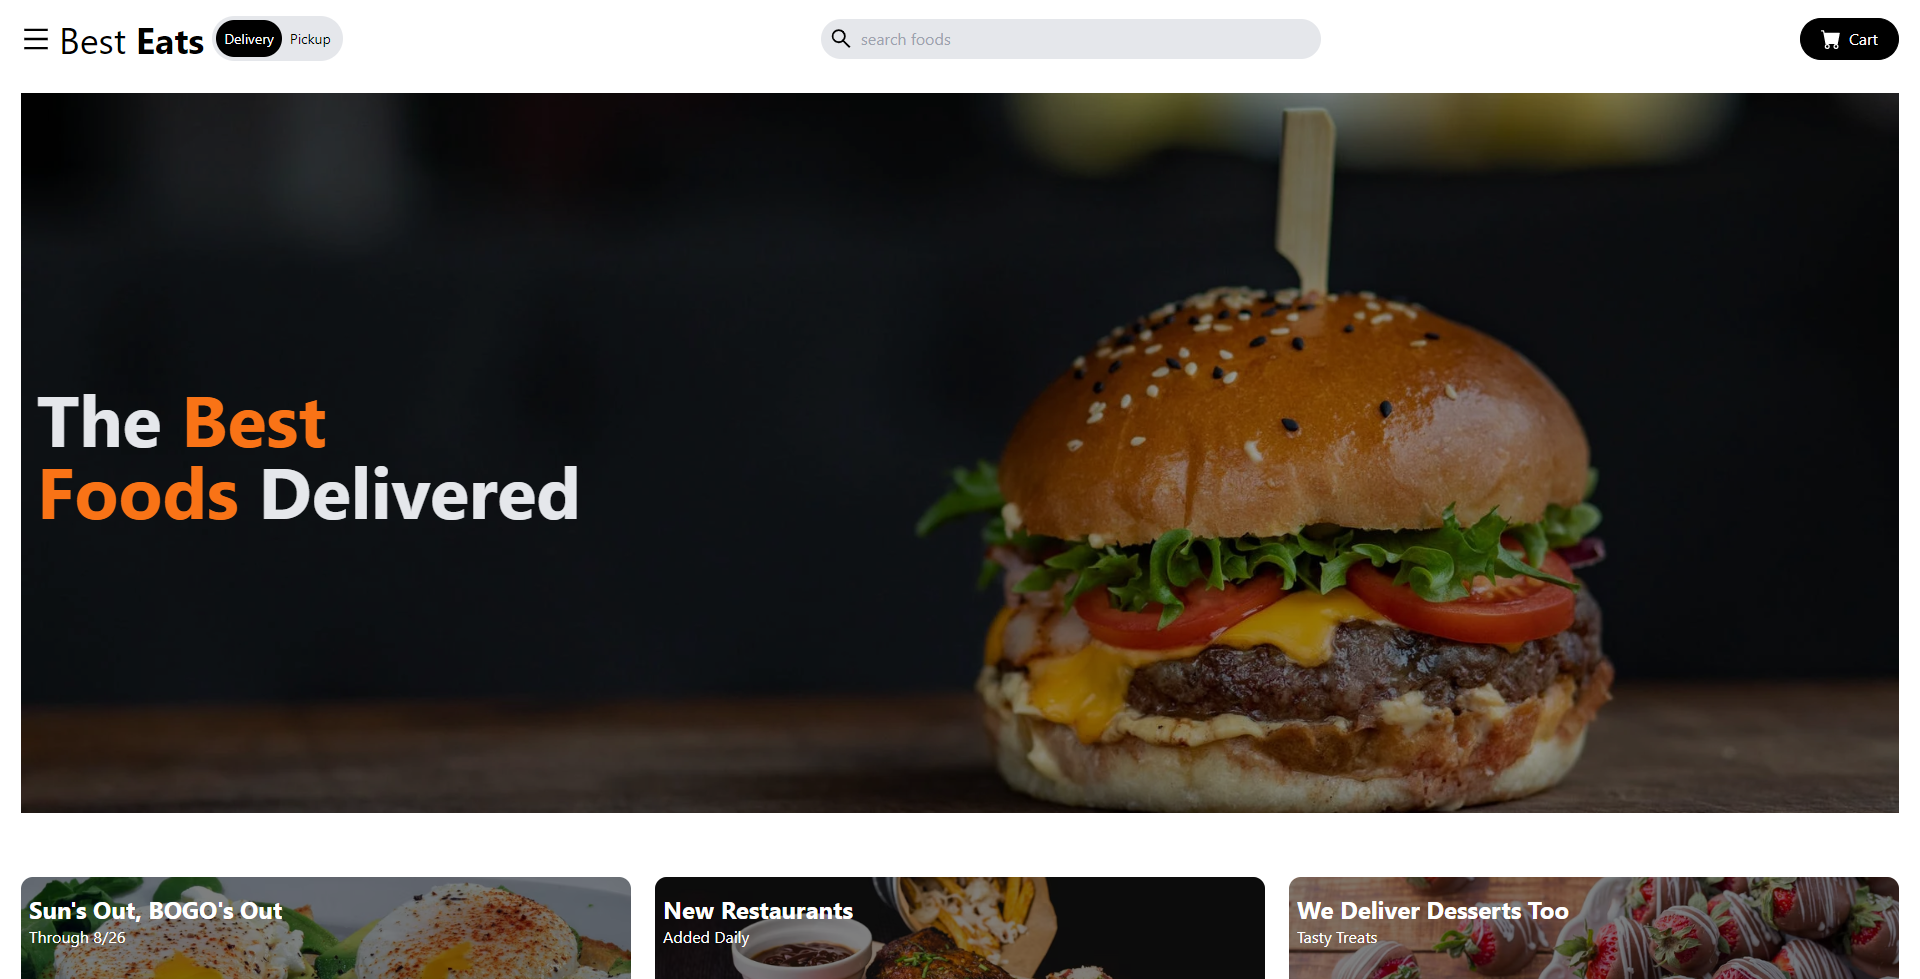 Best Eats
Delivery Pickup
search foods
Cart
The Best
Foods Delivered
Sun's Out, BOGO's Out
Through 8/26
New Restaurants
Added Daily
We Deliver Desserts Too
Tasty Treats